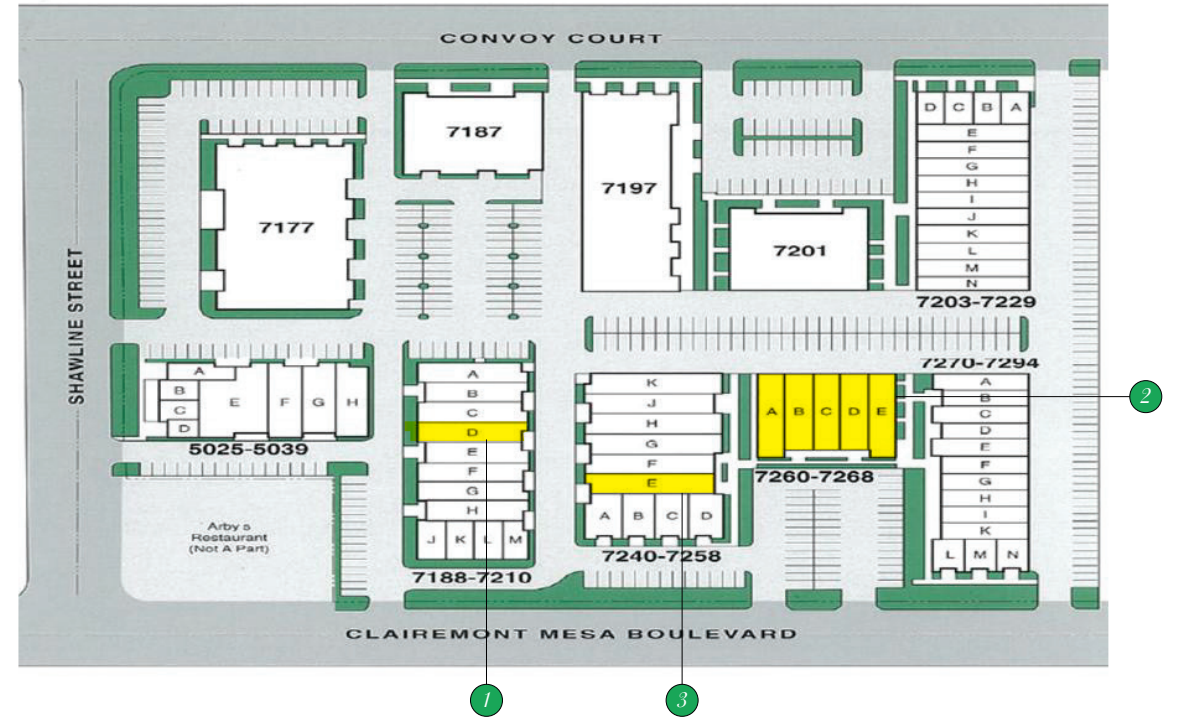 CONVOY COURT
SHAWLINE STREET
7177
7187
7197
7201
D C B A
E
F
G
H
I
J
K
L
M
N
7203-7229
A
B
C
D
E
F
G
H
5025-5039
Arby s
Restaurant
(Not A Part)
A
B
C
D
E
F
G
H
J K L M
7188-7210
K
J
H
G
F
E
A B C D
7240-7258
A B C D E
7260-7268
7270-7294
A
B
C
D
E
F
G
H
I
K
L M N
CLAIREMONT MESA BOULEVARD
1
2
3